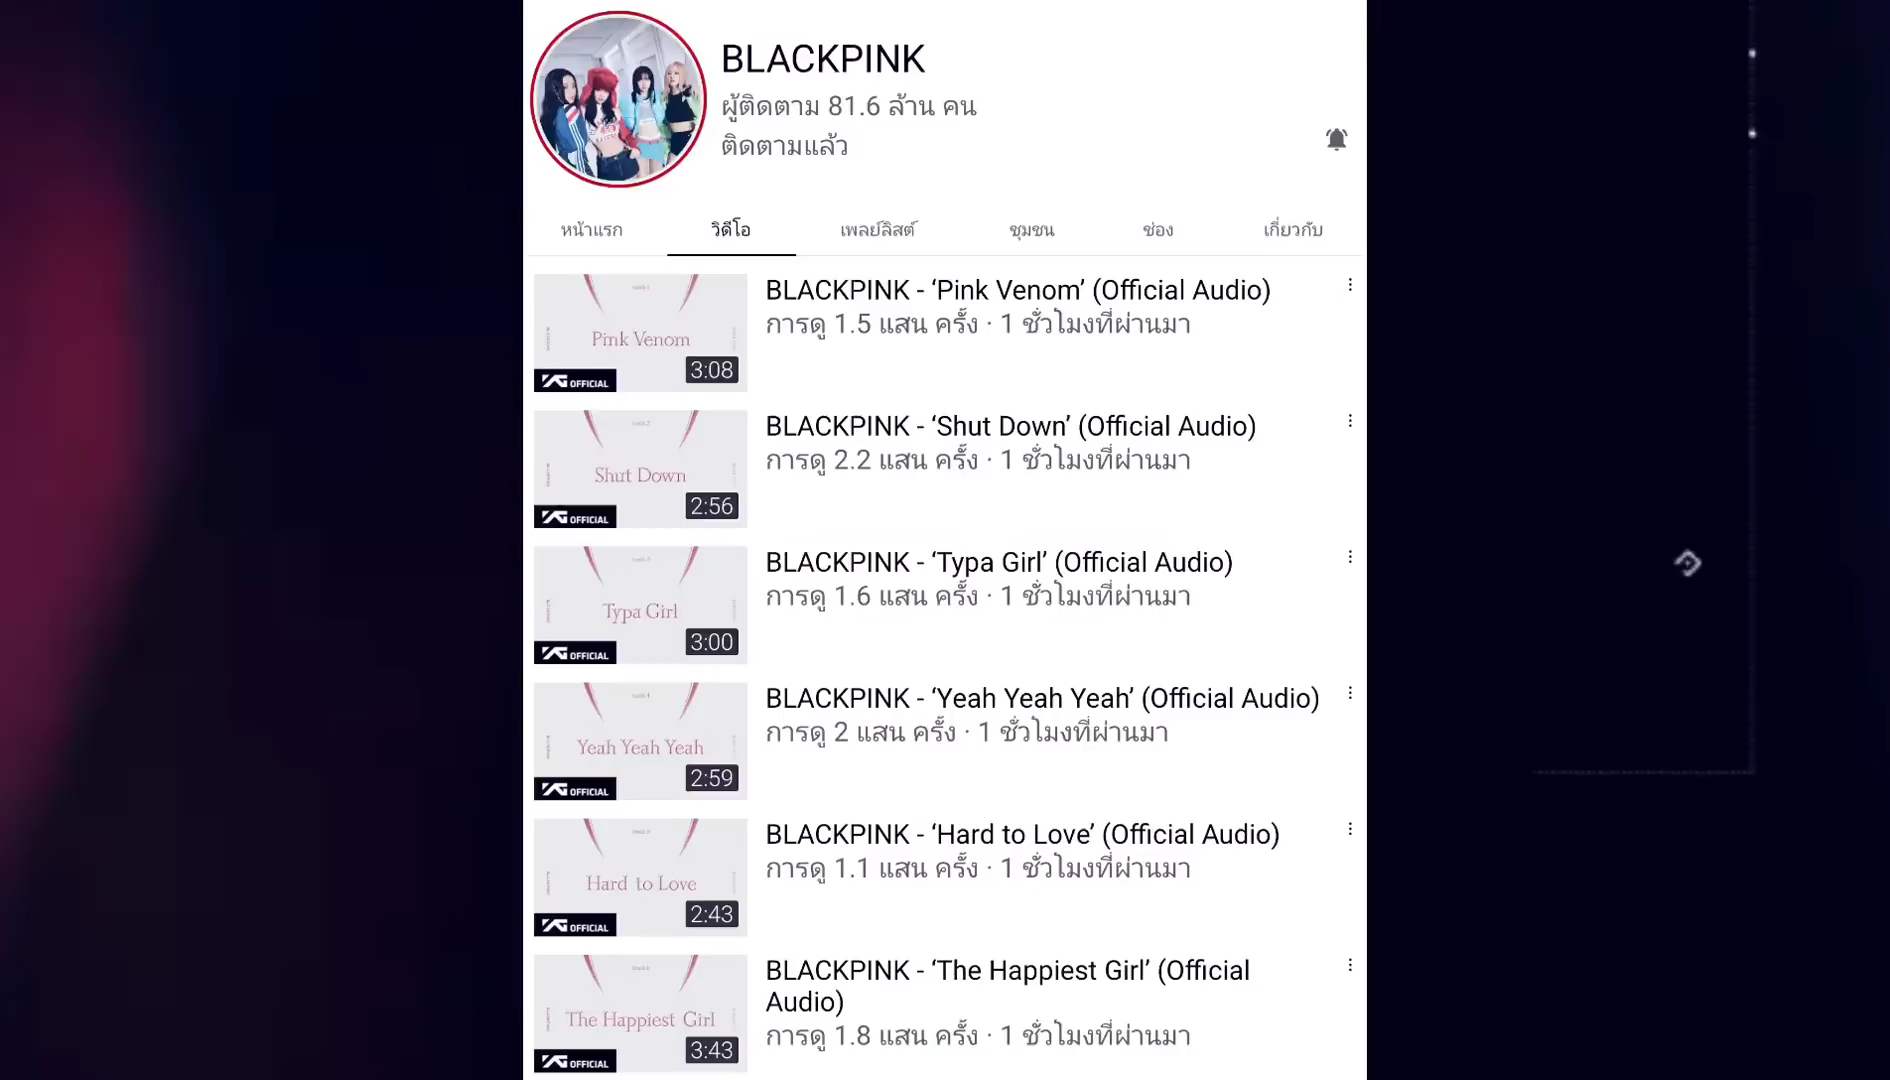 BLACKPINK
ผู้ติดตาม 81.6 ล้าน คน
ติดตามแล้ว
หน้าแรก
วิดีโอ
เพลย์ลิสต์
ชุมชน
ช่อง
เกี่ยวกับ
Pink Venom
3:08
YG OFFICIAL
BLACKPINK - ‘Pink Venom’ (Official Audio)
การดู 1.5 แสน ครั้ง · 1 ชั่วโมงที่ผ่านมา
Shut Down
2:56
YG OFFICIAL
BLACKPINK - ‘Shut Down’ (Official Audio)
การดู 2.2 แสน ครั้ง · 1 ชั่วโมงที่ผ่านมา
Typa Girl
3:00
YG OFFICIAL
BLACKPINK - ‘Typa Girl’ (Official Audio)
การดู 1.6 แสน ครั้ง · 1 ชั่วโมงที่ผ่านมา
Yeah Yeah Yeah
2:59
YG OFFICIAL
BLACKPINK - ‘Yeah Yeah Yeah’ (Official Audio)
การดู 2 แสน ครั้ง · 1 ชั่วโมงที่ผ่านมา
Hard to Love
2:43
YG OFFICIAL
BLACKPINK - ‘Hard to Love’ (Official Audio)
การดู 1.1 แสน ครั้ง · 1 ชั่วโมงที่ผ่านมา
The Happiest Girl
3:43
YG OFFICIAL
BLACKPINK - ‘The Happiest Girl’ (Official
Audio)
การดู 1.8 แสน ครั้ง · 1 ชั่วโมงที่ผ่านมา